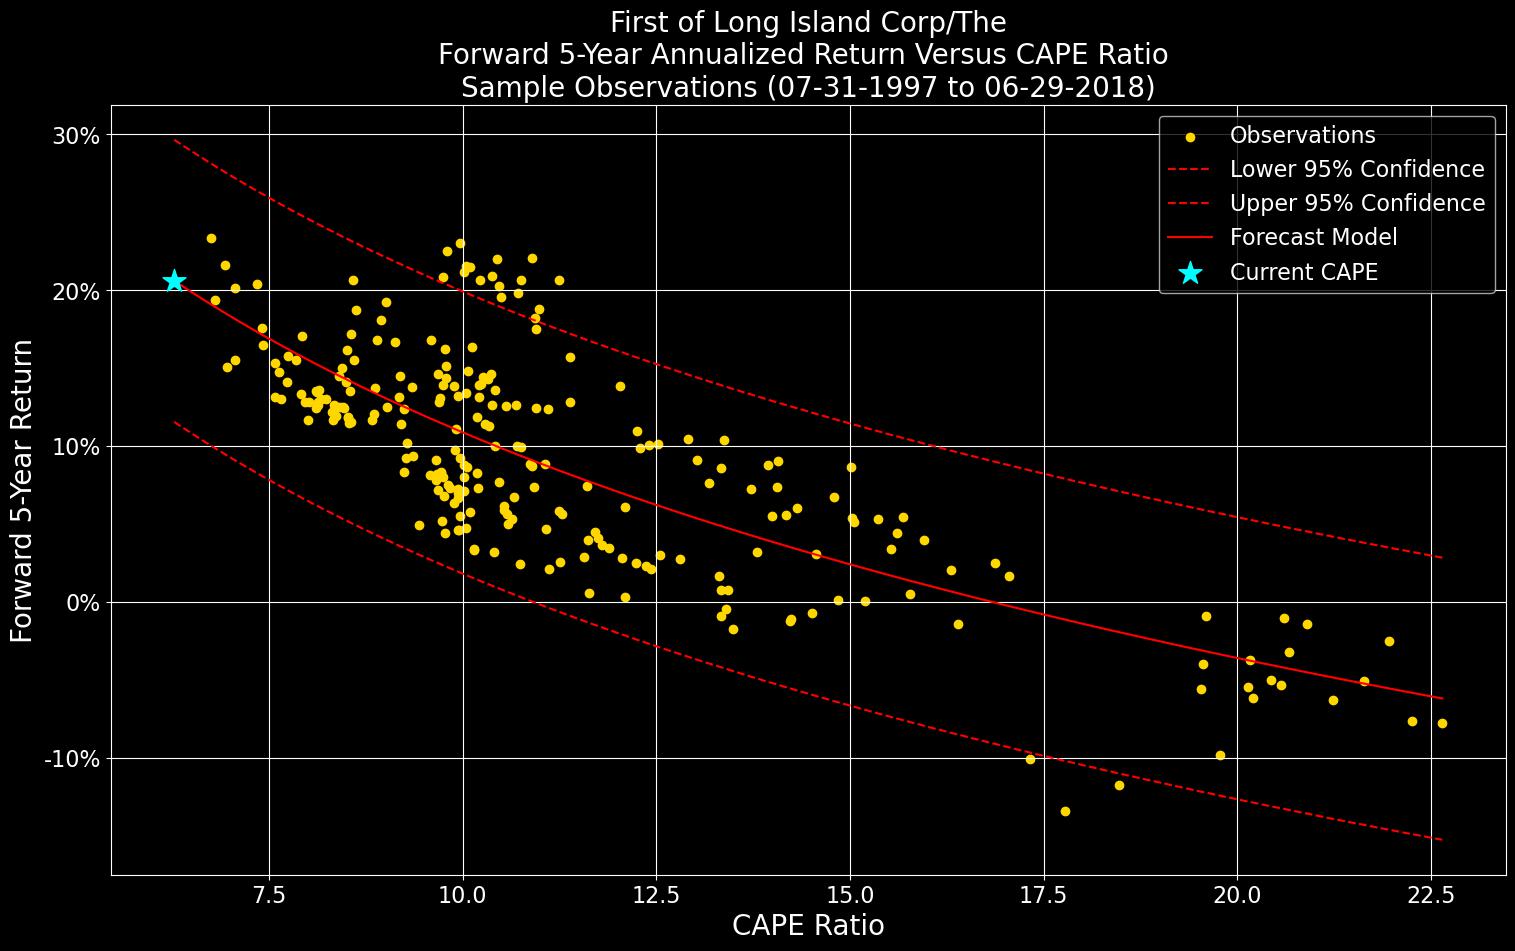 First of Long Island Corp/The
Forward 5-Year Annualized Return Versus CAPE Ratio
Sample Observations (07-31-1997 to 06-29-2018)
Observations
Lower 95% Confidence
Upper 95% Confidence
Forecast Model
Current CAPE
Forward 5-Year Return
30%
20%
10%
0%
-10%
7.5 10.0 12.5 15.0 17.5 20.0 22.5
CAPE Ratio